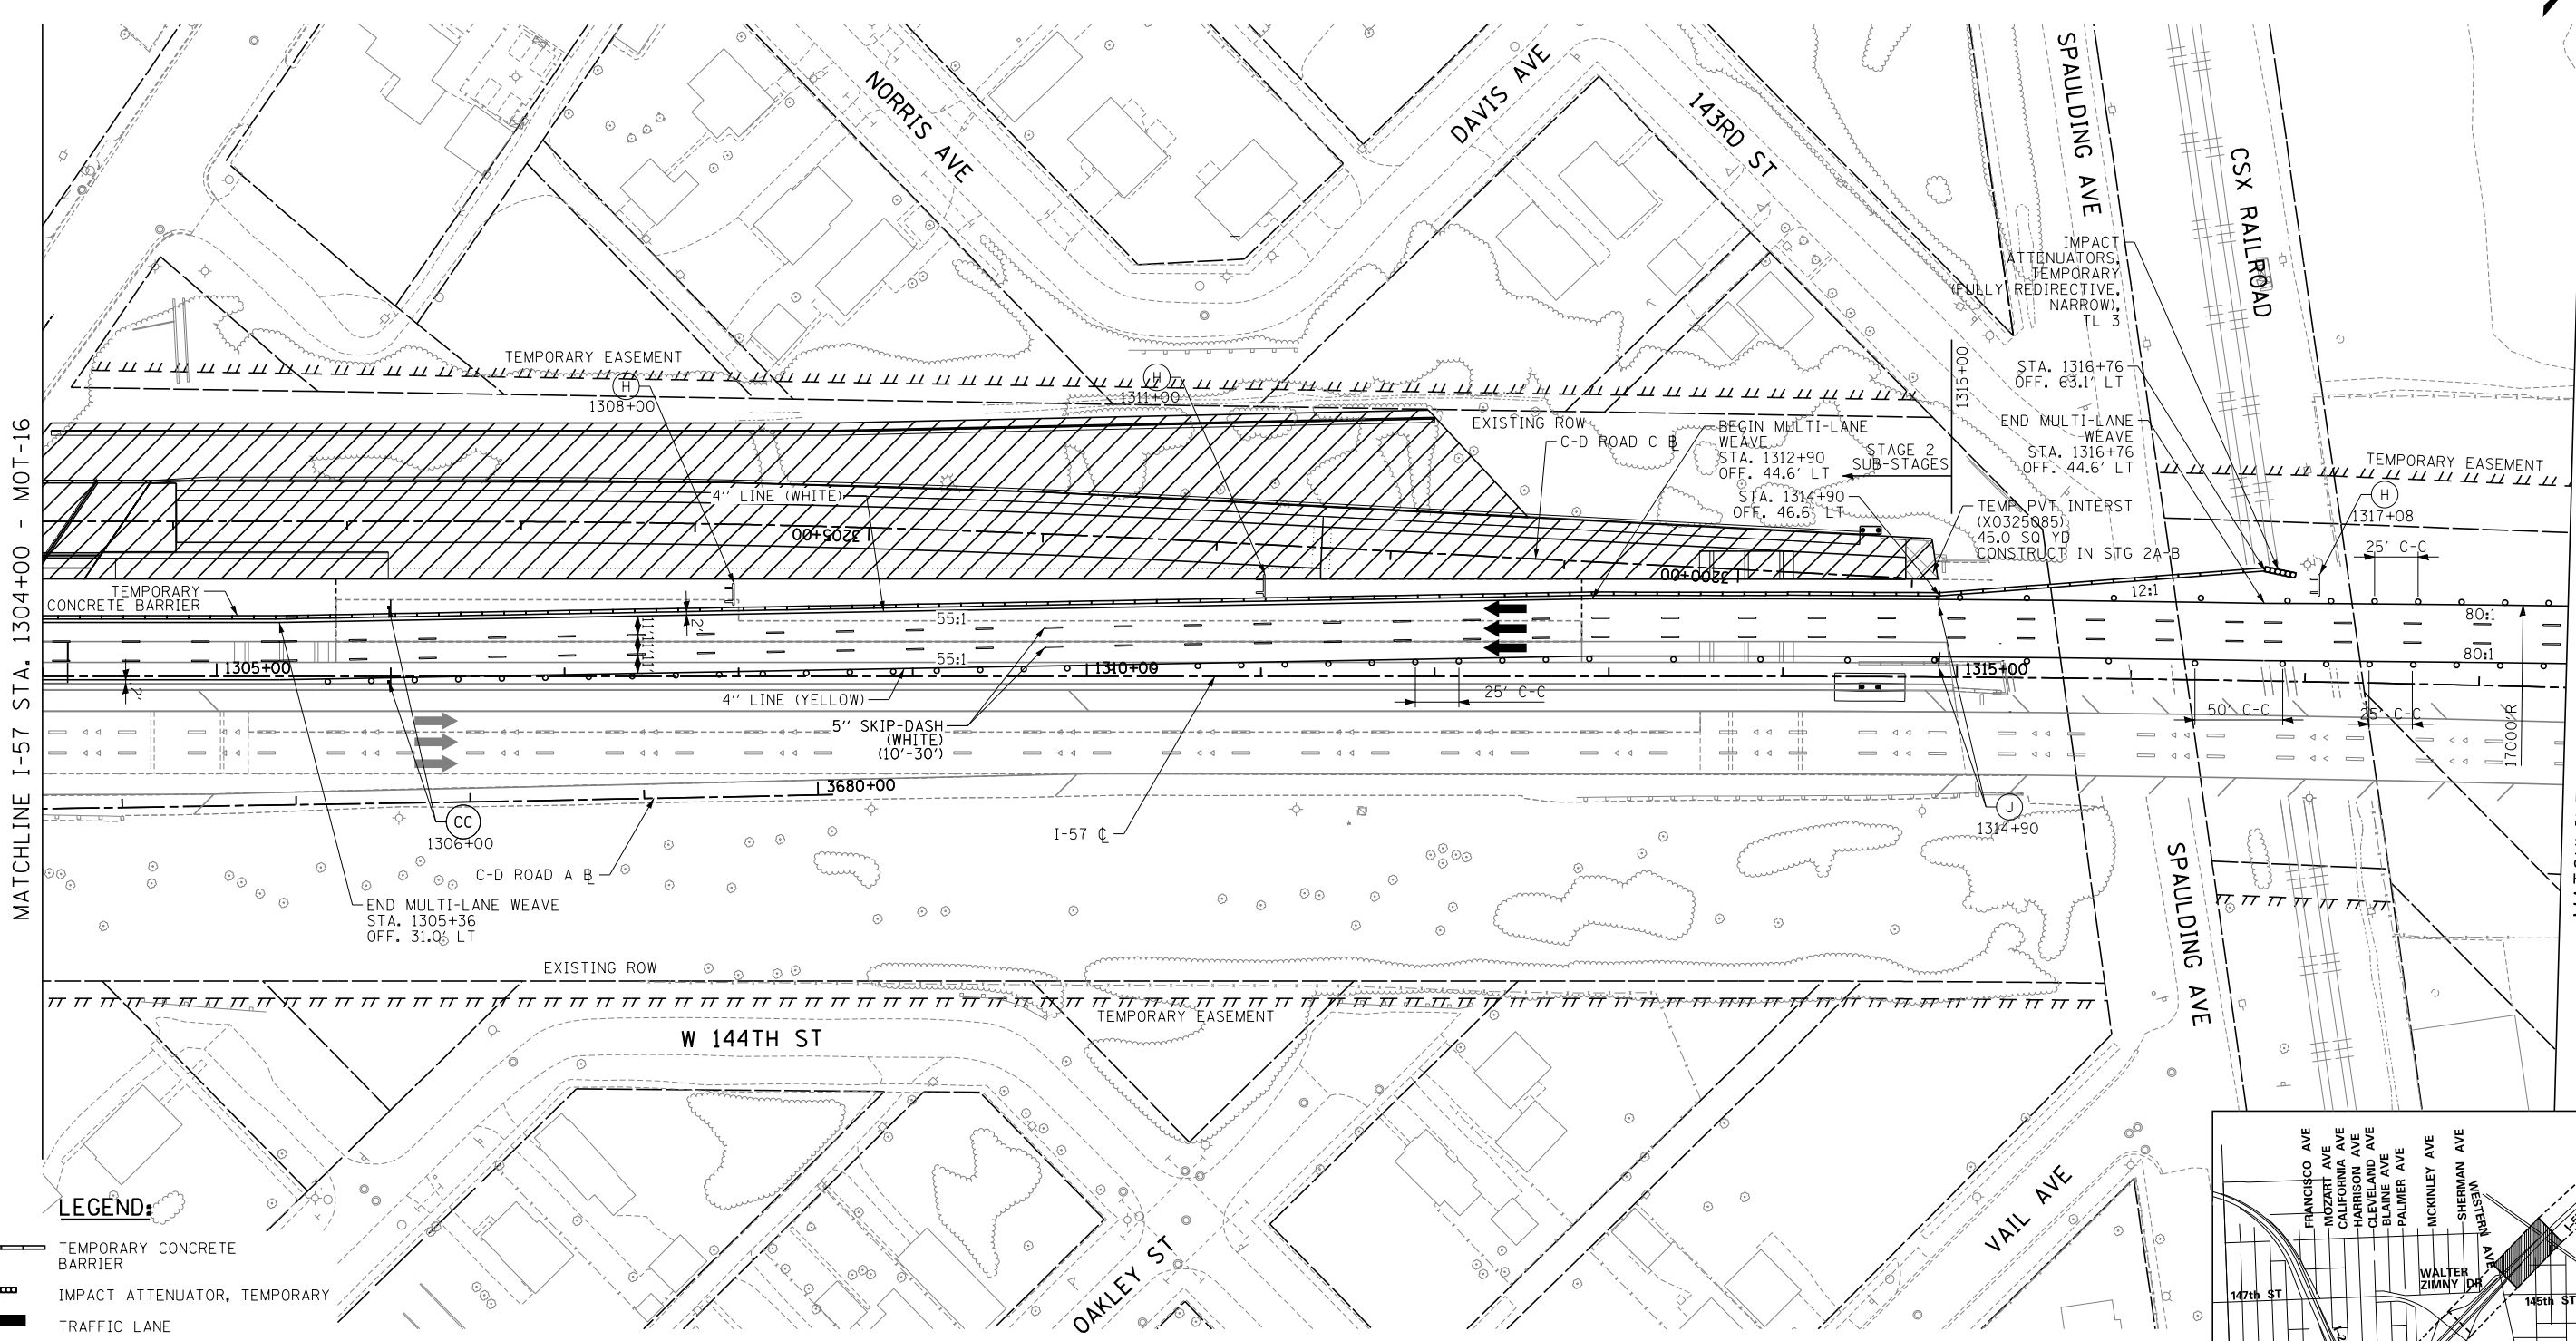 MATCHLINE I-57 STA. 1304+00 - MOT-16
NORRIS AVE
DAVIS AVE
143RD ST
SPAULDING AVE
CSX RAILROAD
IMPACT
ATTENUATORS,
TEMPORARY
(FULLY REDIRECTIVE,
NARROW),
TL 3
TEMPORARY EASEMENT
H
1308+00
H
1311+00
1315+00
STA. 1316+76
OFF. 63.1' LT
END MULTI-LANE
WEAVE
STA. 1316+76
OFF. 44.6' LT
EXISTING ROW
C-D ROAD C B
L
BEGIN MULTI-LANE
WEAVE
STA. 1312+90
OFF. 44.6' LT
STAGE 2
SUB-STAGES
STA. 1314+90
OFF. 46.6' LT
TEMP PVT INTERST
(X0325085)
45.0 SQ YD
CONSTRUCT IN STG 2A-B
TEMPORARY EASEMENT
H
1317+08
25' C-C
4'' LINE (WHITE)
3205+00
3200+00
TEMPORARY
CONCRETE BARRIER
12:1
55:1
80:1
2'
11'
11'
11'
55:1
80:1
1305+00
1310+00
1315+00
2'
4'' LINE (YELLOW)
25' C-C
50' C-C
25' C-C
17000'R
5'' SKIP-DASH
(WHITE)
(10'-30')
3680+00
CC
1306+00
I-57 C
L
J
1314+90
C-D ROAD A B
L
END MULTI-LANE WEAVE
STA. 1305+36
OFF. 31.0' LT
SPAULDING AVE
EXISTING ROW
TEMPORARY EASEMENT
W 144TH ST
OAKLEY ST
VAIL AVE
LEGEND:
TEMPORARY CONCRETE
BARRIER
IMPACT ATTENUATOR, TEMPORARY
TRAFFIC LANE
FRANCISCO AVE
MOZART AVE
CALIFORNIA AVE
HARRISON AVE
CLEVELAND AVE
BLAINE AVE
PALMER AVE
MCKINLEY AVE
SHERMAN AVE
WESTERN AVE
WALTER
ZIMNY DR
147th ST
145th ST